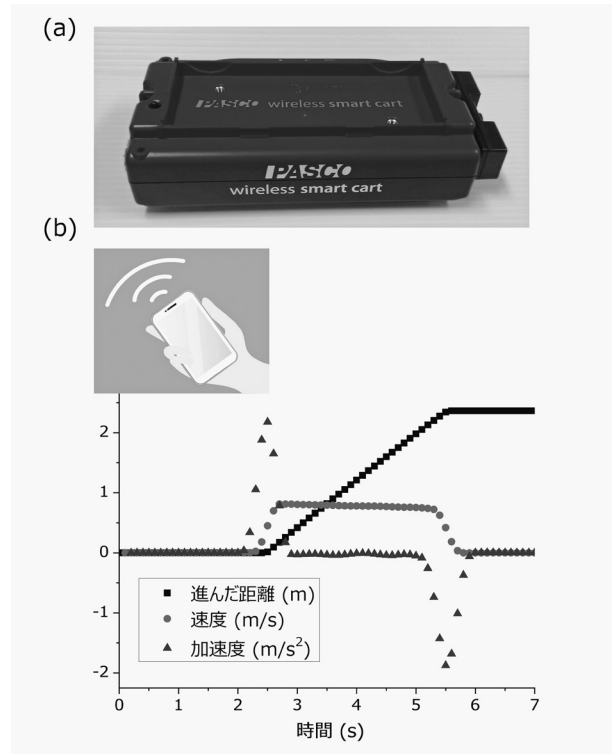 (a)
PASCO wireless smart cart
PASCO
wireless smart cart
(b)
2
1
0
-1
-2
進んだ距離 (m)
速度 (m/s)
加速度 (m/s²)
0 1 2 3 4 5 6 7
時間 (s)